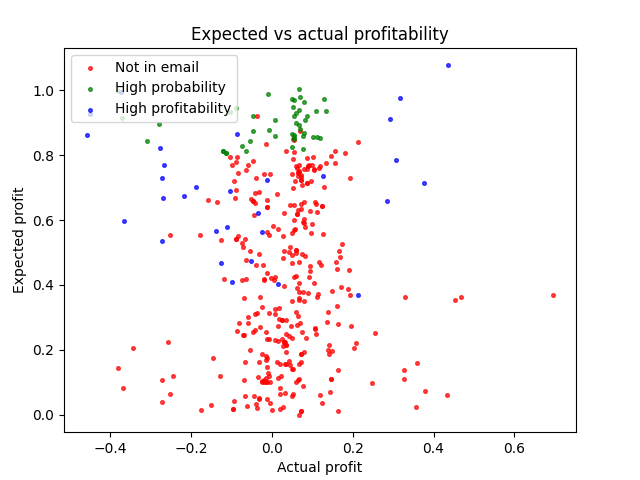 Expected vs actual profitability
Not in email
High probability
High profitability
Expected profit
1.0
0.8
0.6
0.4
0.2
0.0
−0.4
−0.2
0.0
0.2
0.4
0.6
Actual profit